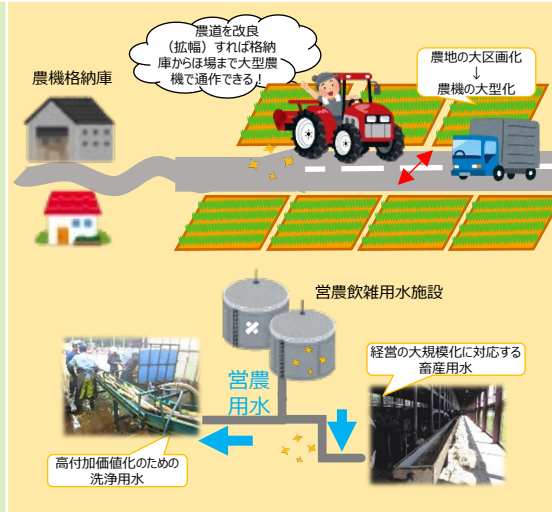 農道を改良
（拡幅）すれば格納
庫からほ場まで大型農
機で通作できる！
農機格納庫
農地の大区画化
↓
農機の大型化
営農飲雑用水施設
経営の大規模化に対応する
畜産用水
営農
用水
高付加価値化のための
洗浄用水